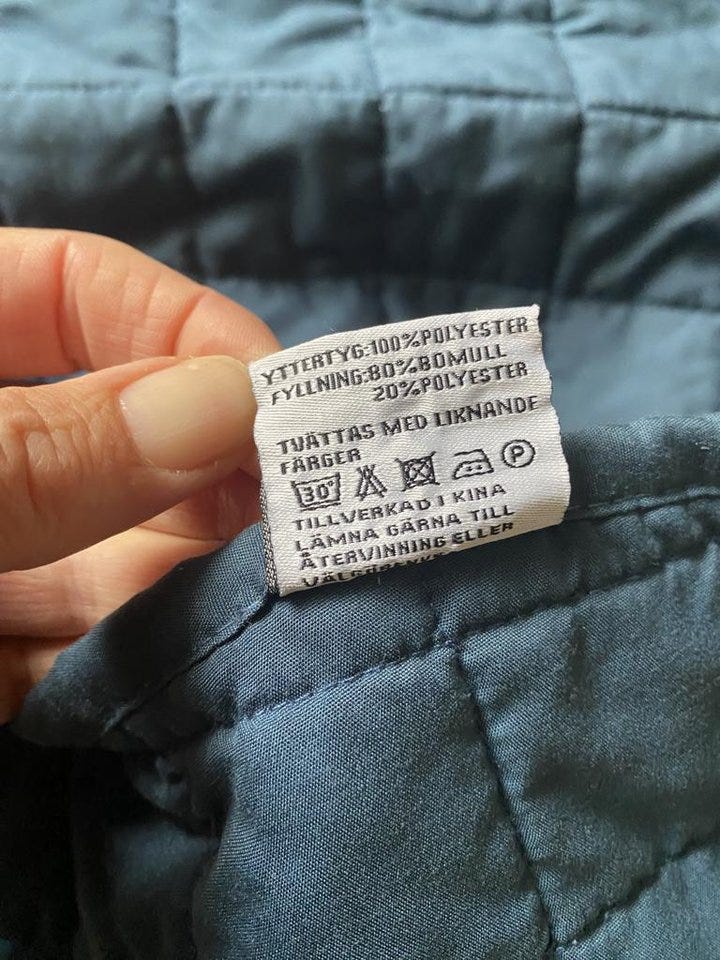 YTTERTYG:100%POLYESTER
FYLLNING:80%BOMULL
20%POLYESTER
TVÄTTAS MED LIKNANDE
FÄRGER
30° P
TILLVERKAD I KINA
LÄMNA GÄRNA TILL
ÅTERVINNING ELLER